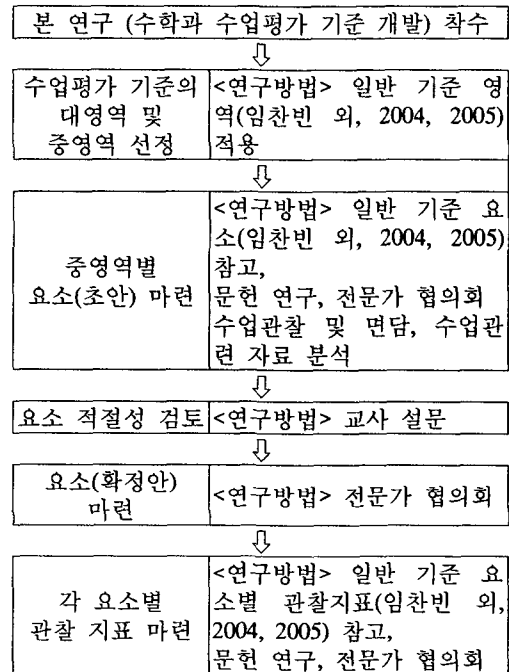 본 연구 (수학과 수업평가 기준 개발) 착수
⇩
수업평가 기준의
대영역 및
중영역 선정
<연구방법> 일반 기준 영
역(임찬빈 외, 2004, 2005)
적용
⇩
중영역별
요소(초안) 마련
<연구방법> 일반 기준 요
소(임찬빈 외, 2004, 2005)
참고,
문헌 연구, 전문가 협의회
수업관찰 및 면담, 수업관
련 자료 분석
⇩
요소 적절성 검토
<연구방법> 교사 설문
⇩
요소(확정안)
마련
<연구방법> 전문가 협의회
⇩
각 요소별
관찰 지표 마련
<연구방법> 일반 기준 요
소별 관찰지표(임찬빈 외,
2004, 2005) 참고,
문헌 연구, 전문가 협의회